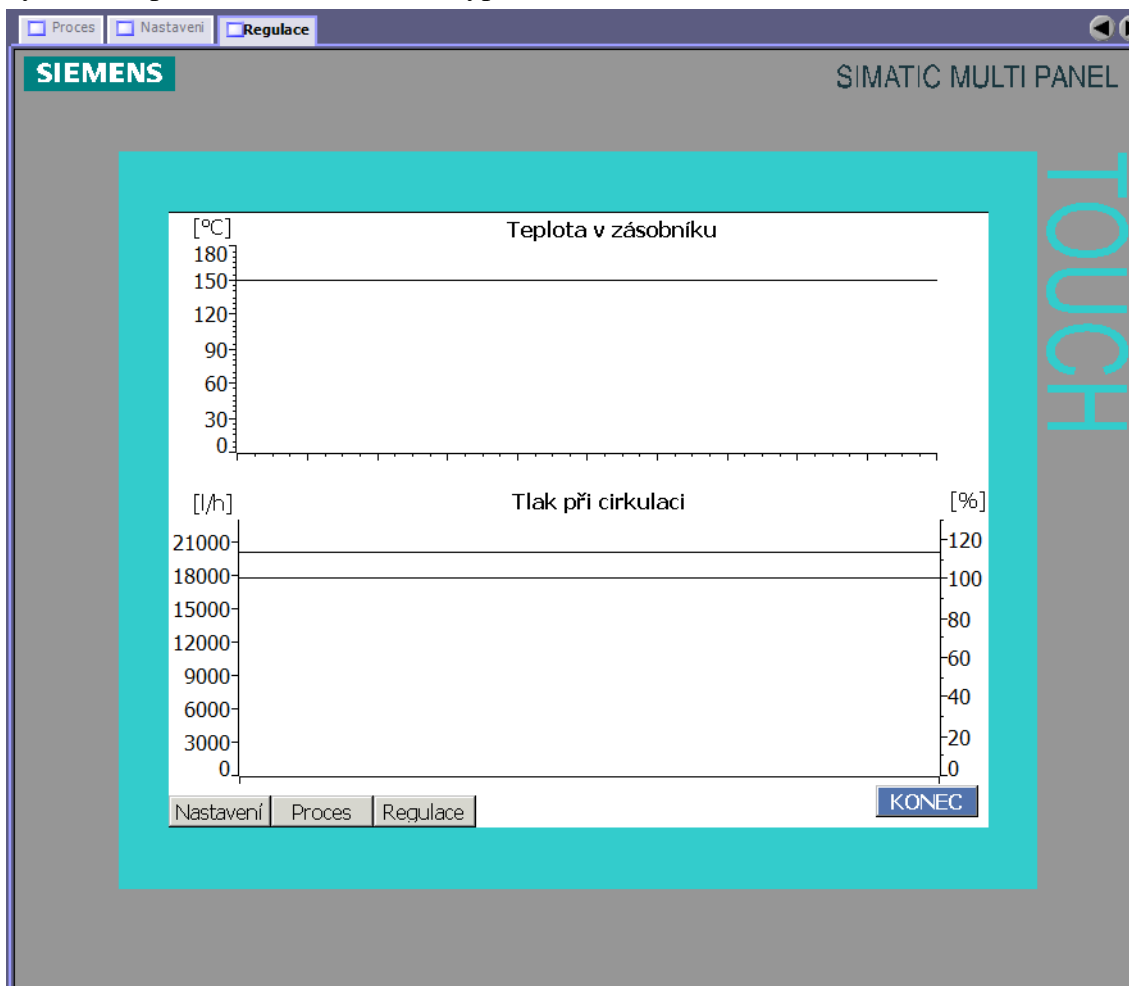 Proces Nastaveni Regulace
SIEMENS
SIMATIC MULTI PANEL
TOUCH
[°C]
Teplota v zásobníku
180
150
120
90
60
30
0
[l/h]
Tlak při cirkulaci
[%]
21000
18000
15000
12000
9000
6000
3000
0
120
100
80
60
40
20
0
Nastavení Proces Regulace
KONEC